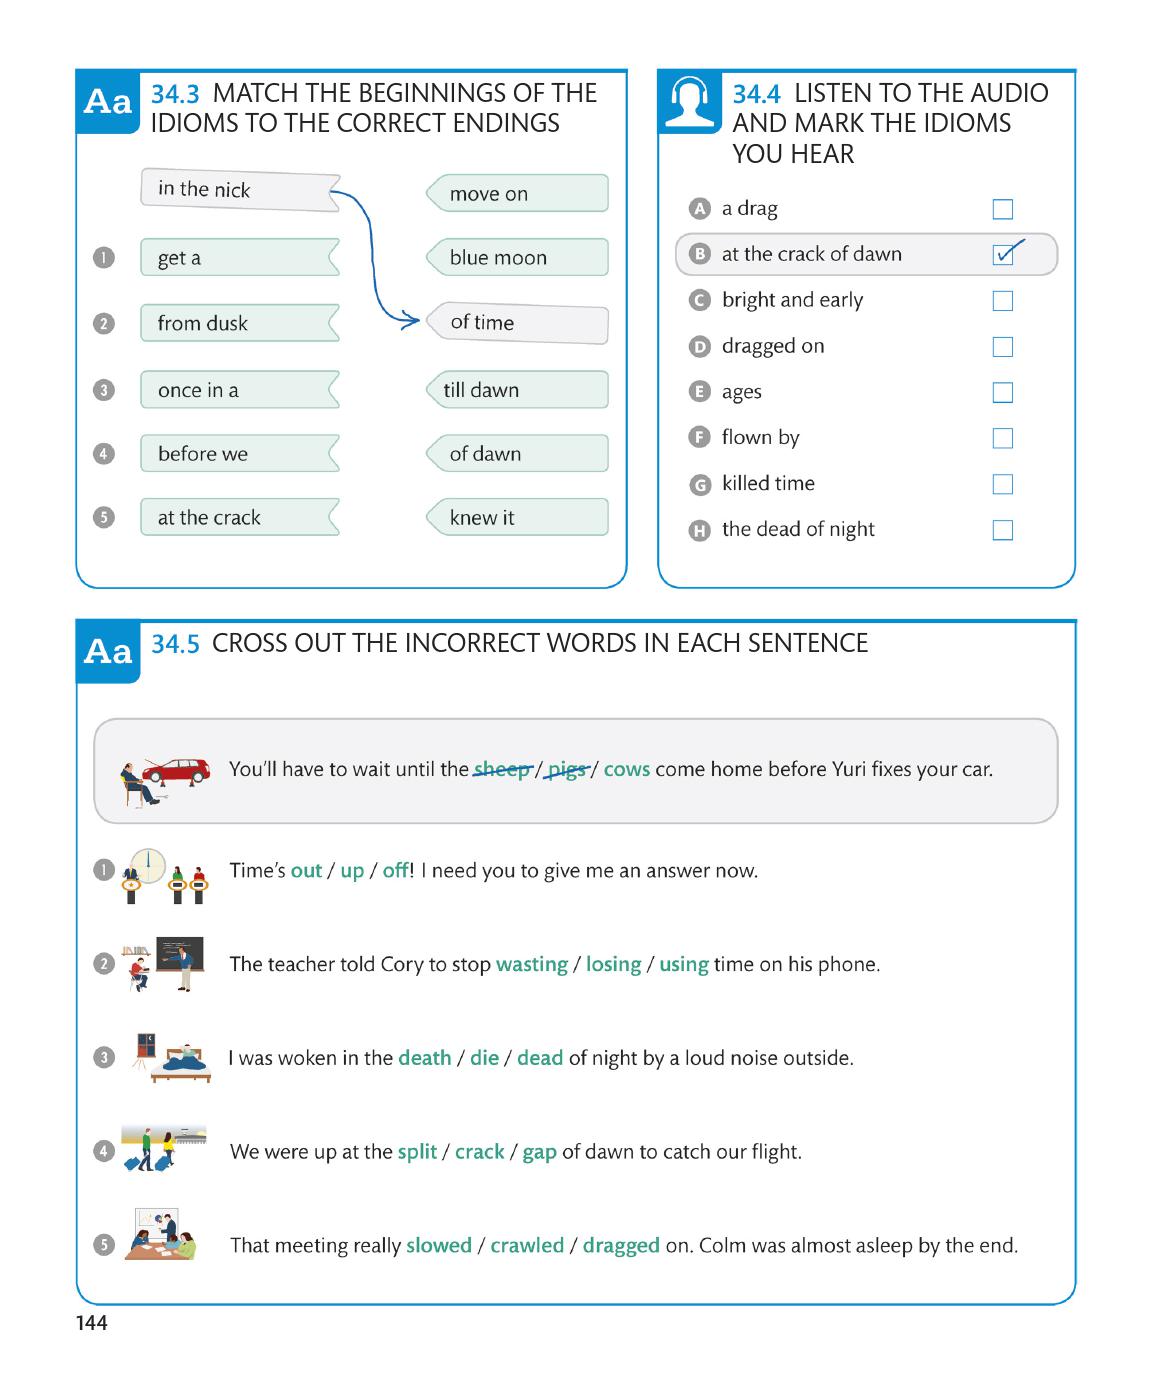 Aa
34.3 MATCH THE BEGINNINGS OF THE
IDIOMS TO THE CORRECT ENDINGS
in the nick
move on
1 get a
blue moon
2 from dusk
of time
3 once in a
till dawn
4 before we
of dawn
5 at the crack
knew it
34.4 LISTEN TO THE AUDIO
AND MARK THE IDIOMS
YOU HEAR
A a drag
B at the crack of dawn
C bright and early
D dragged on
E ages
F flown by
G killed time
H the dead of night
Aa
34.5 CROSS OUT THE INCORRECT WORDS IN EACH SENTENCE
You’ll have to wait until the sheep / pigs / cows come home before Yuri fixes your car.
1 Time’s out / up / off! I need you to give me an answer now.
2 The teacher told Cory to stop wasting / losing / using time on his phone.
3 I was woken in the death / die / dead of night by a loud noise outside.
4 We were up at the split / crack / gap of dawn to catch our flight.
5 That meeting really slowed / crawled / dragged on. Colm was almost asleep by the end.
144